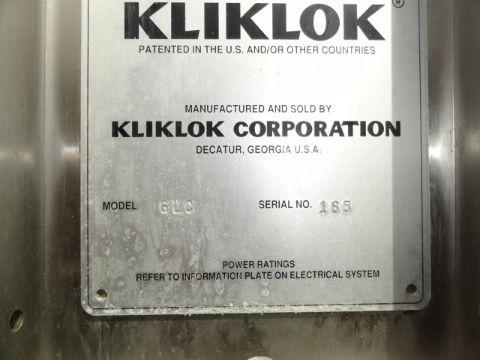 KLIKLOK®
PATENTED IN THE U.S. AND/OR OTHER COUNTRIES
MANUFACTURED AND SOLD BY
KLIKLOK CORPORATION
DECATUR, GEORGIA U.S.A.
MODEL GLC SERIAL NO. 165
POWER RATINGS
REFER TO INFORMATION PLATE ON ELECTRICAL SYSTEM